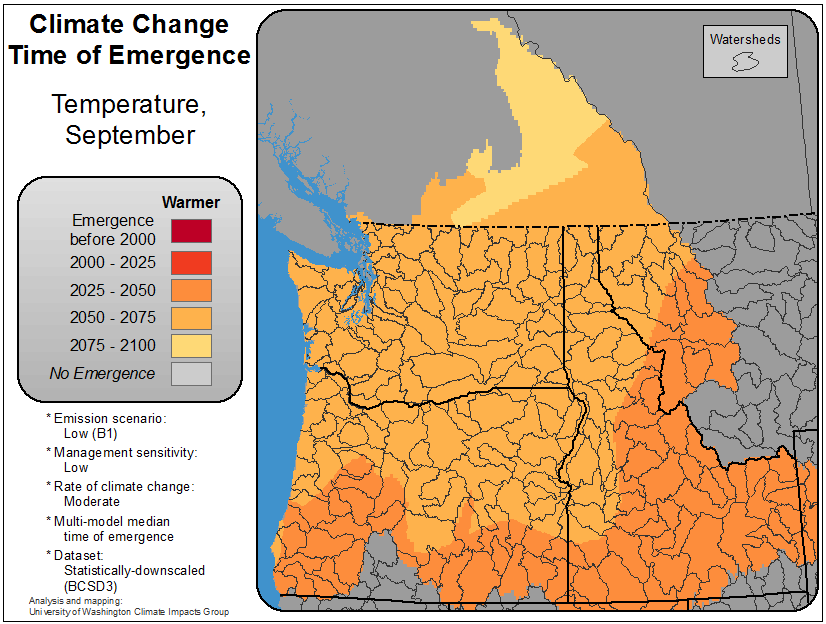 Climate Change
Time of Emergence
Temperature,
September
Warmer
Emergence
before 2000
2000 - 2025
2025 - 2050
2050 - 2075
2075 - 2100
No Emergence
* Emission scenario:
Low (B1)
* Management sensitivity:
Low
* Rate of climate change:
Moderate
* Multi-model median
time of emergence
* Dataset:
Statistically-downscaled
(BCSD3)
Analysis and mapping:
University of Washington Climate Impacts Group
Watersheds